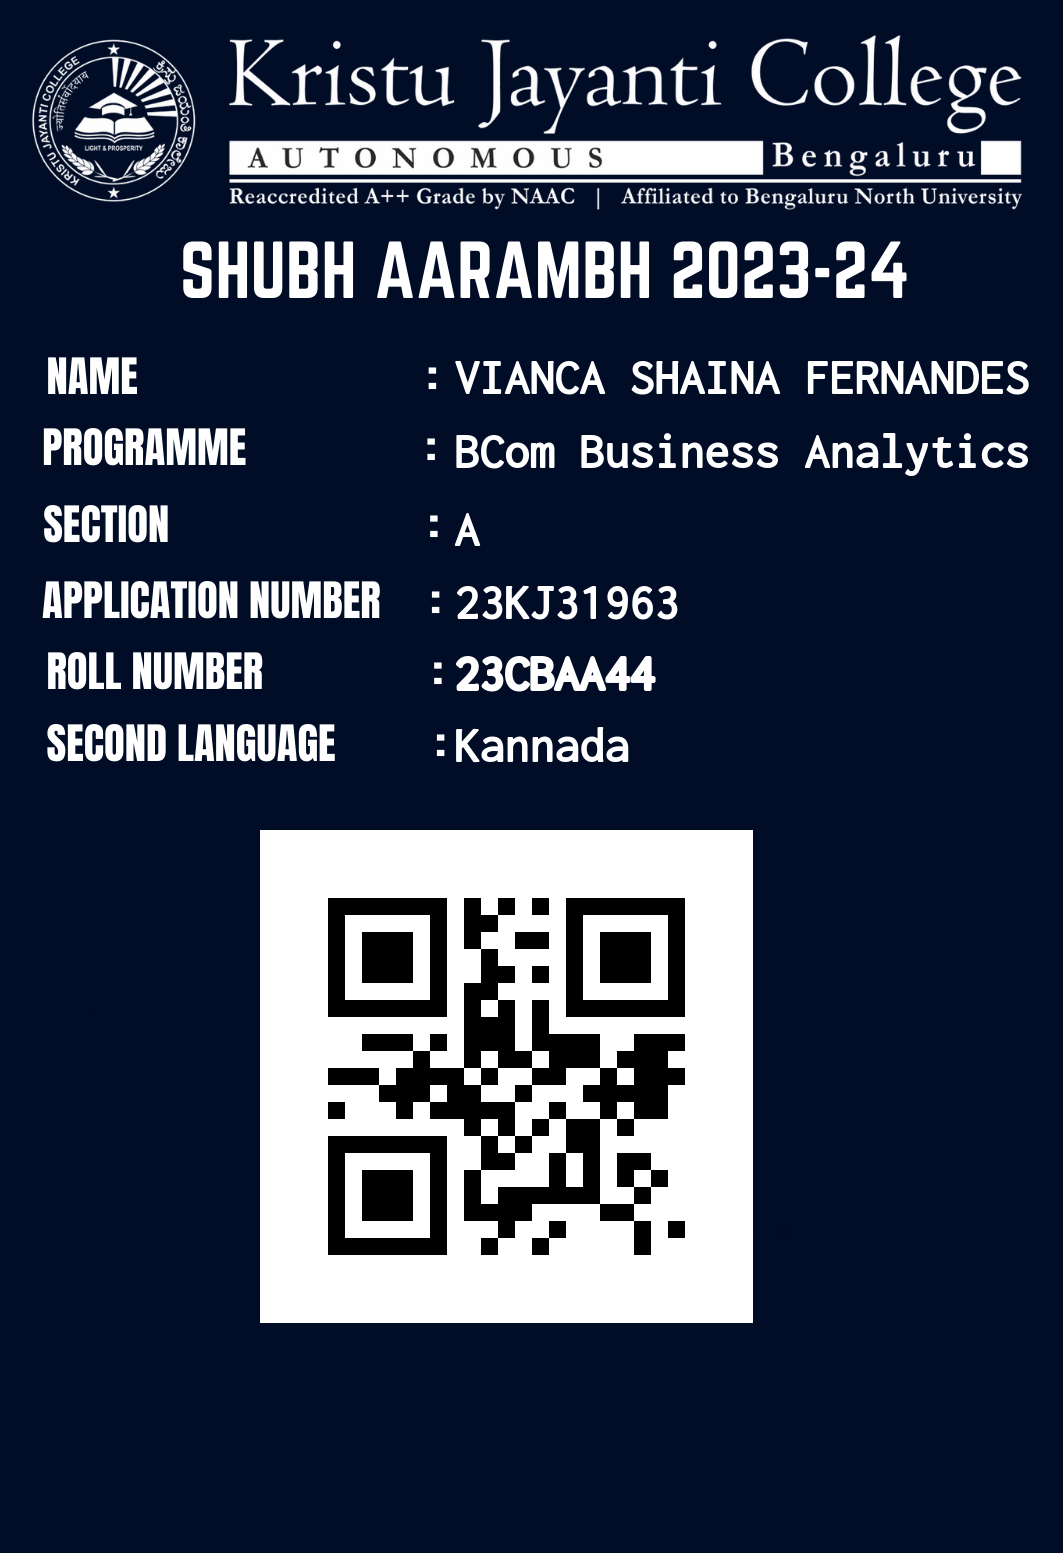 Kristu Jayanti College
AUTONOMOUS Bengaluru
Reaccredited A++ Grade by NAAC | Affiliated to Bengaluru North University
KRISTU JAYANTI COLLEGE
ಕ್ರಿಸ್ತು ಜಯಂತಿ ಕಾಲೇಜು
LIGHT & PROSPERITY
SHUBH AARAMBH 2023-24
NAME : VIANCA SHAINA FERNANDES
PROGRAMME : BCom Business Analytics
SECTION : A
APPLICATION NUMBER : 23KJ31963
ROLL NUMBER : 23CBAA44
SECOND LANGUAGE : Kannada